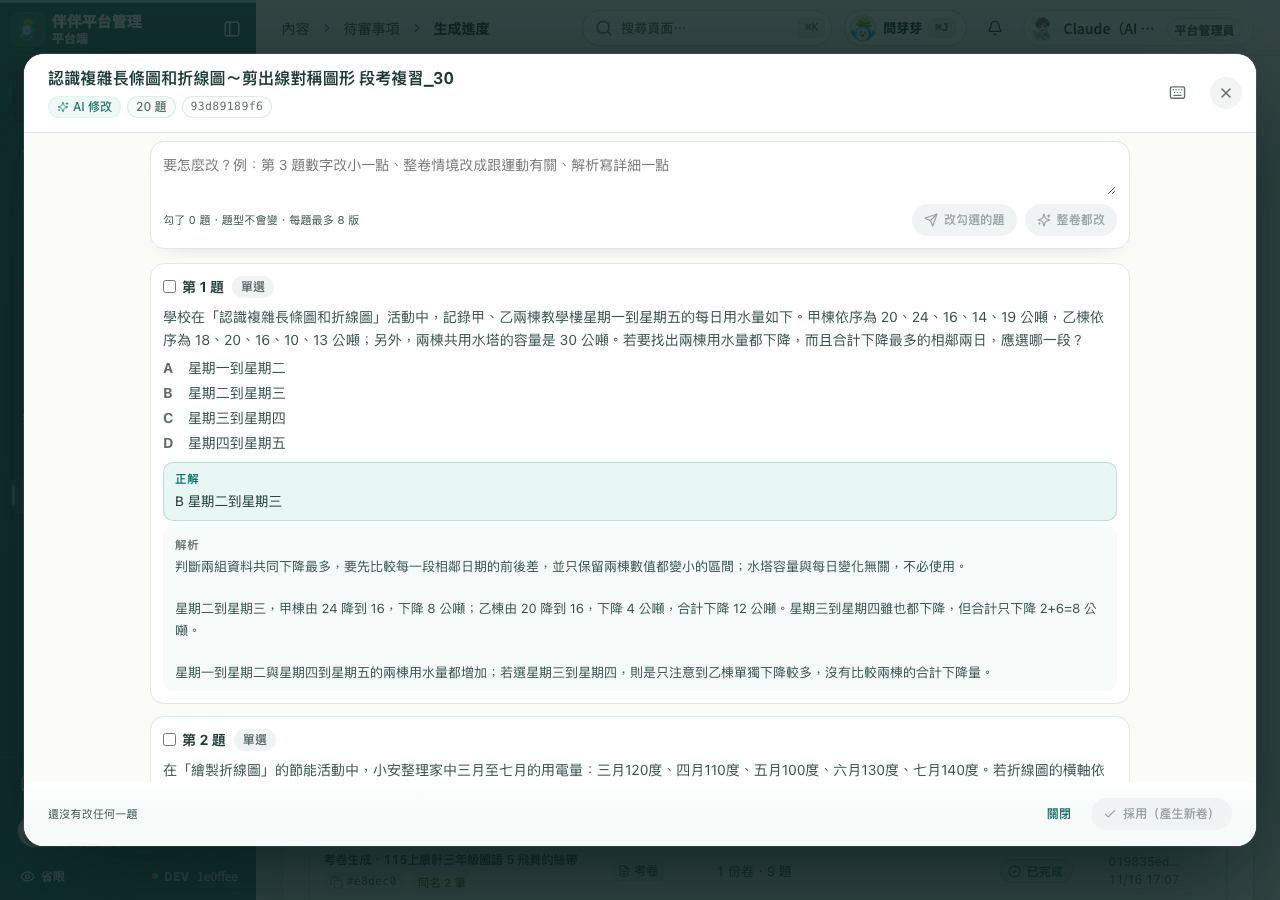 伴伴平台管理
平台端
內容 > 待審事項 > 生成進度
搜尋頁面… ⌘K
問芽芽 ⌘J
Claude（AI … 平台管理員
認識複雜長條圖和折線圖～剪出線對稱圖形 段考複習_30
AI 修改 20 題 93d89189f6
要怎麼改？例：第 3 題數字改小一點、整卷情境改成跟運動有關、解析寫詳細一點
勾了 0 題 · 題型不會變 · 每題最多 8 版
改勾選的題 整卷都改
第 1 題 單選
學校在「認識複雜長條圖和折線圖」活動中，記錄甲、乙兩棟教學樓星期一到星期五的每日用水量如下。甲棟依序為 20、24、16、14、19 公噸，乙棟依
序為 18、20、16、10、13 公噸；另外，兩棟共用水塔的容量是 30 公噸。若要找出兩棟用水量都下降，而且合計下降最多的相鄰兩日，應選哪一段？
A 星期一到星期二
B 星期二到星期三
C 星期三到星期四
D 星期四到星期五
正解
B 星期二到星期三
解析
判斷兩組資料共同下降最多，要先比較每一段相鄰日期的前後差，並只保留兩棟數值都變小的區間；水塔容量與每日變化無關，不必使用。
星期二到星期三，甲棟由 24 降到 16，下降 8 公噸；乙棟由 20 降到 16，下降 4 公噸，合計下降 12 公噸。星期三到星期四雖也都下降，但合計只下降 2+6=8 公
噸。
星期一到星期二與星期四到星期五的兩棟用水量都增加；若選星期三到星期四，則是只注意到乙棟單獨下降較多，沒有比較兩棟的合計下降量。
第 2 題 單選
在「繪製折線圖」的節能活動中，小安整理家中三月至七月的用電量：三月120度、四月110度、五月100度、六月130度、七月140度。若折線圖的橫軸依
還沒有改任何一題
關閉 採用（產生新卷）
考卷生成 · 115上康軒三年級國語 5 飛舞的絲帶
#e8dec0 同名 2 筆
考卷
1 份卷 · 9 題
已完成
019835ed…
11/16 17:07
省眼 DEV 1e0ffee